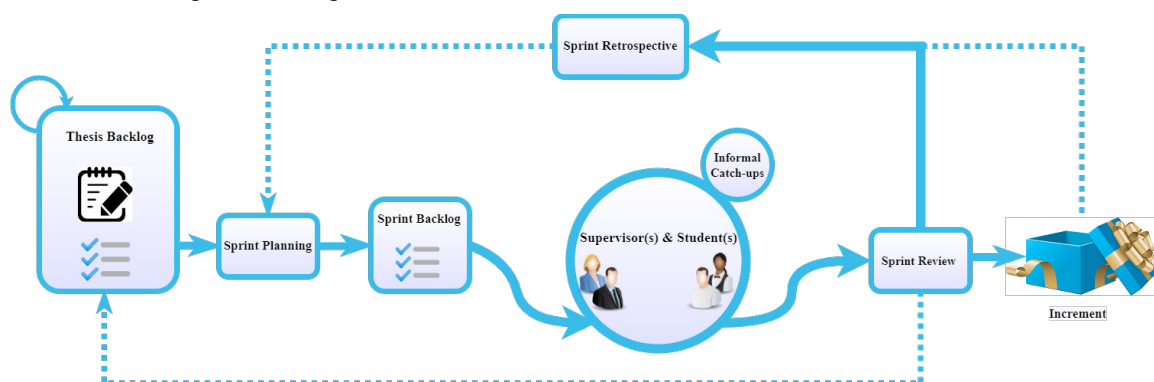 Sprint Retrospective
Thesis Backlog
Informal
Catch-ups
Sprint Backlog
Sprint Planning
Supervisor(s) & Student(s)
Sprint Review
Increment